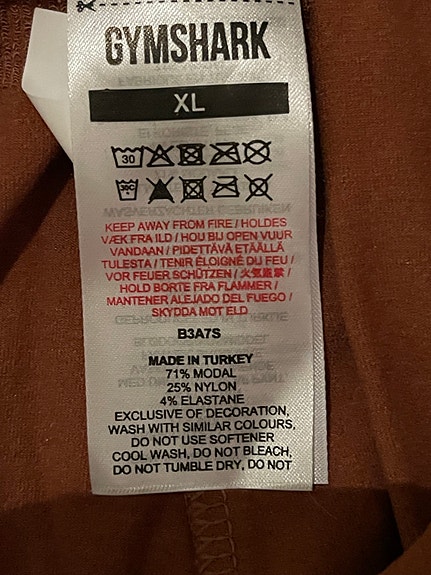 GYMSHARK
XL
30
30C
KEEP AWAY FROM FIRE / HOLDES
VÆK FRA ILD / HOU BIJ OPEN VUUR
VANDAAN / PIDETTÄVÄ ETÄÄLLÄ
TULESTA / TENIR ÉLOIGNÉ DU FEU /
VOR FEUER SCHÜTZEN / 火気厳禁 /
HOLD BORTE FRA FLAMMER /
MANTENER ALEJADO DEL FUEGO /
SKYDDA MOT ELD
B3A7S
MADE IN TURKEY
71% MODAL
25% NYLON
4% ELASTANE
EXCLUSIVE OF DECORATION,
WASH WITH SIMILAR COLOURS,
DO NOT USE SOFTENER
COOL WASH, DO NOT BLEACH,
DO NOT TUMBLE DRY, DO NOT